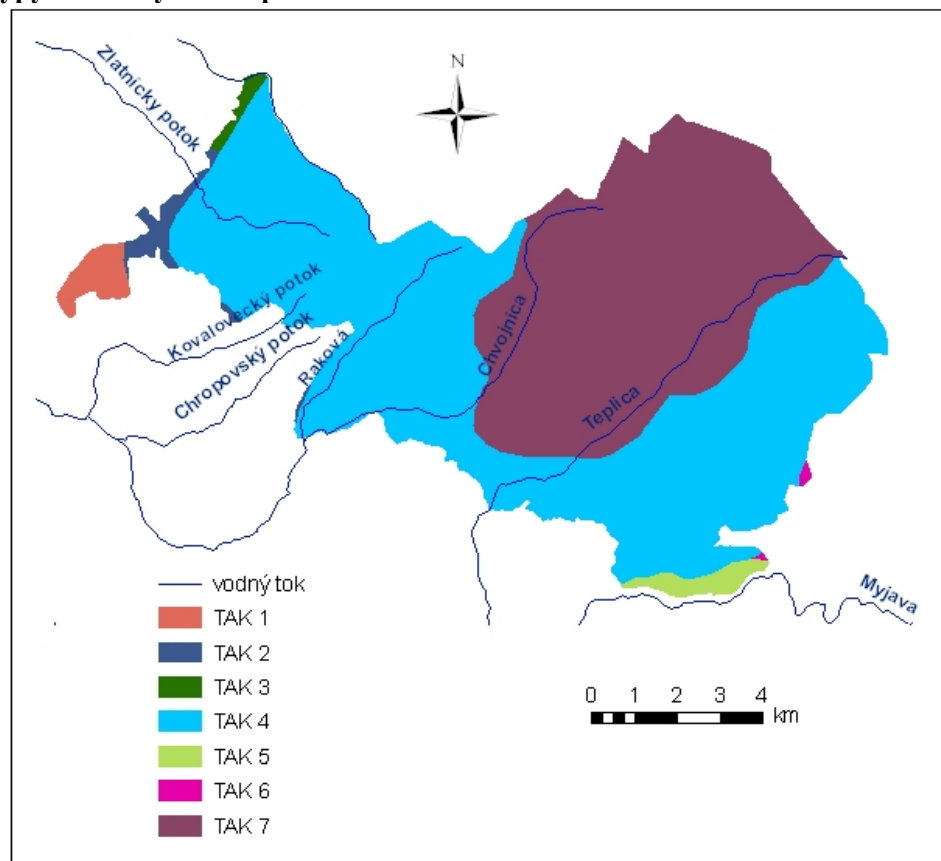 N
Zlatnícky potok
Kovalovecký potok
Chropovský potok
Raková
Chvojnica
Teplica
Myjava
vodný tok
TAK 1
TAK 2
TAK 3
TAK 4
TAK 5
TAK 6
TAK 7
0 1 2 3 4
km